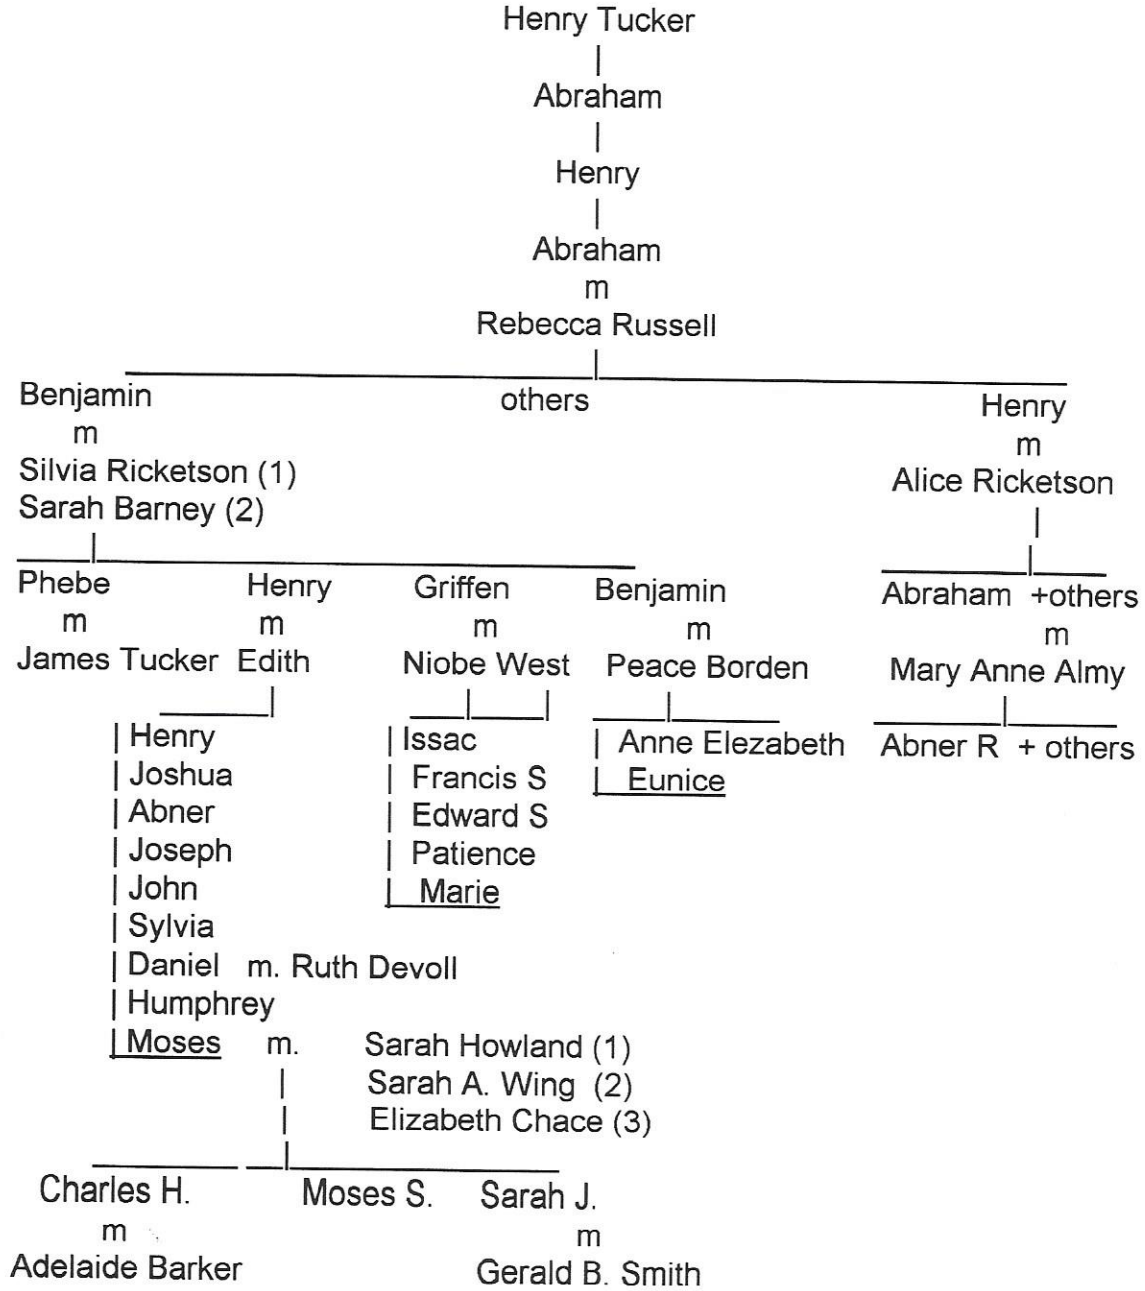 Henry Tucker
Abraham
Henry
Abraham
m
Rebecca Russell
Benjamin others Henry
m m
Silvia Ricketson (1) Alice Ricketson
Sarah Barney (2)
Phebe Henry Griffen Benjamin Abraham +others
m m m m m
James Tucker Edith Niobe West Peace Borden Mary Anne Almy
Henry Issac Anne Elezabeth Abner R + others
Joshua Francis S Eunice
Abner Edward S
Joseph Patience
John Marie
Sylvia
Daniel m. Ruth Devoll
Humphrey
Moses m. Sarah Howland (1)
Sarah A. Wing (2)
Elizabeth Chace (3)
Charles H. Moses S. Sarah J.
m m
Adelaide Barker Gerald B. Smith